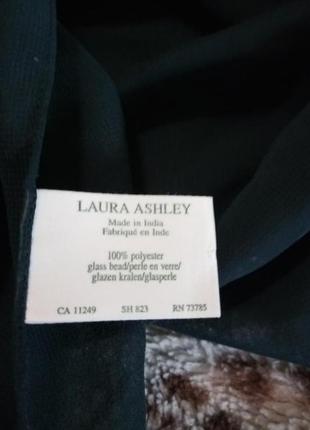 LAURA ASHLEY
Made in India
Fabriqué en Inde
100% polyester
glass bead/perle en verre/
glazen kralen/glasperle
CA 11249 SH 823 RN 73785